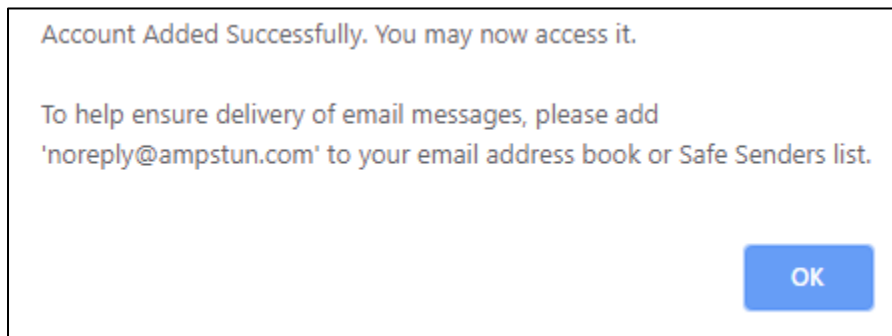 Account Added Successfully. You may now access it.
To help ensure delivery of email messages, please add
'noreply@ampstun.com' to your email address book or Safe Senders list.
OK